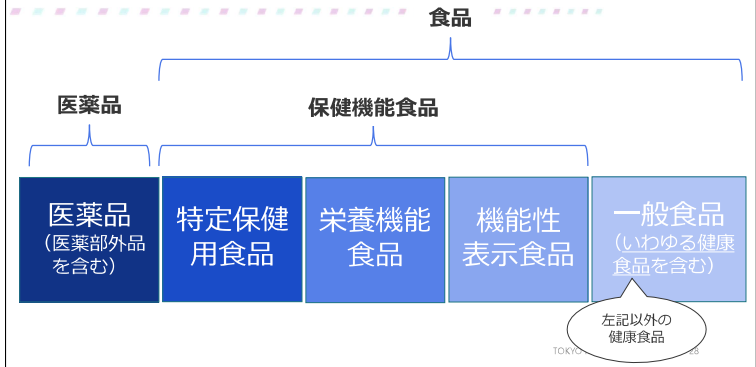 食品
医薬品
保健機能食品
医薬品
（医薬部外品
を含む）
特定保健
用食品
栄養機能
食品
機能性
表示食品
一般食品
（いわゆる健康
食品を含む）
左記以外の
健康食品
TOKYO
28